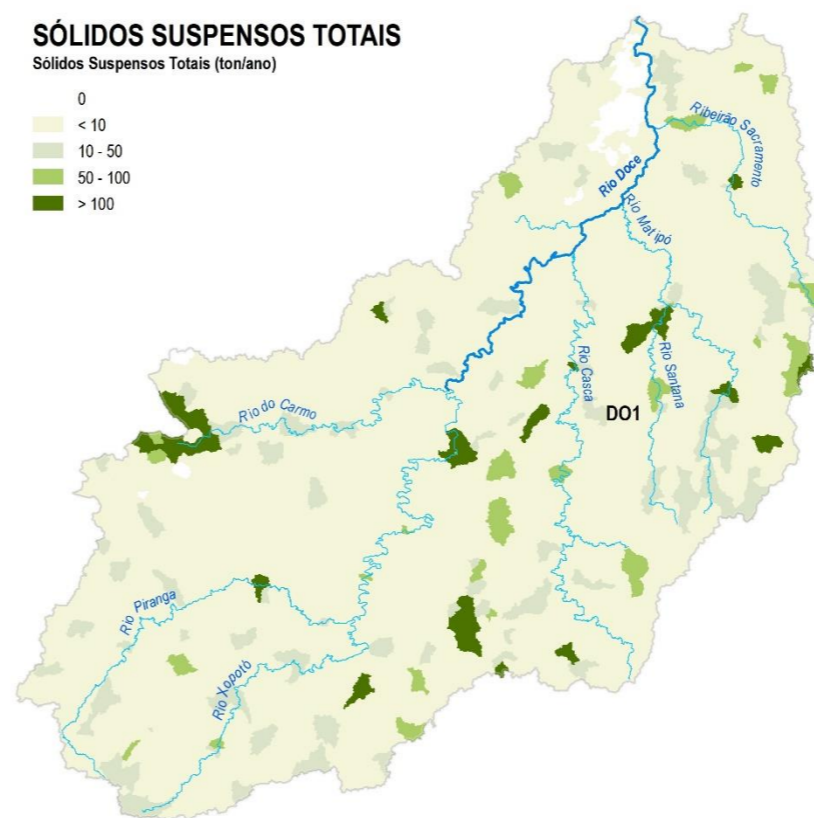 SÓLIDOS SUSPENSOS TOTAIS
Sólidos Suspensos Totais (ton/ano)
0
< 10
10 - 50
50 - 100
> 100
Ribeirão Sacramento
Rio Doce
Rio Matipó
Rio Casca
Rio Santana
DO1
Rio do Carmo
Rio Piranga
Rio Xopotó